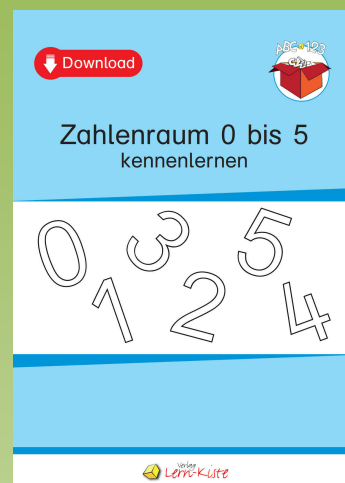 Download
ABC 123
Zahlenraum 0 bis 5
kennenlernen
0 3 5
1 2 4
Verlag
Lern-Kiste